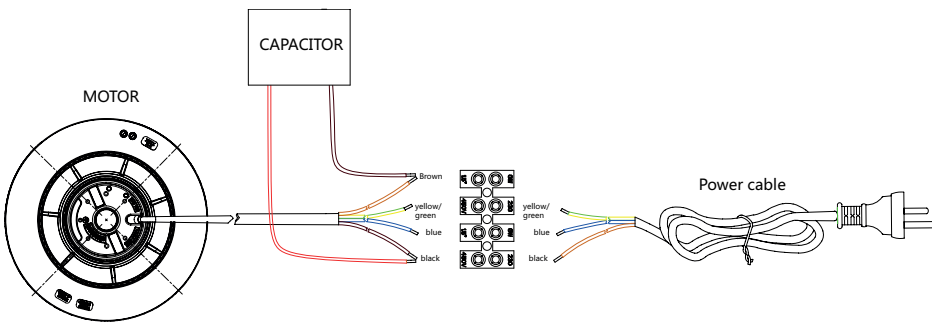 CAPACITOR
MOTOR
Brown
yellow/
green
blue
black
yellow/
green
blue
black
Power cable